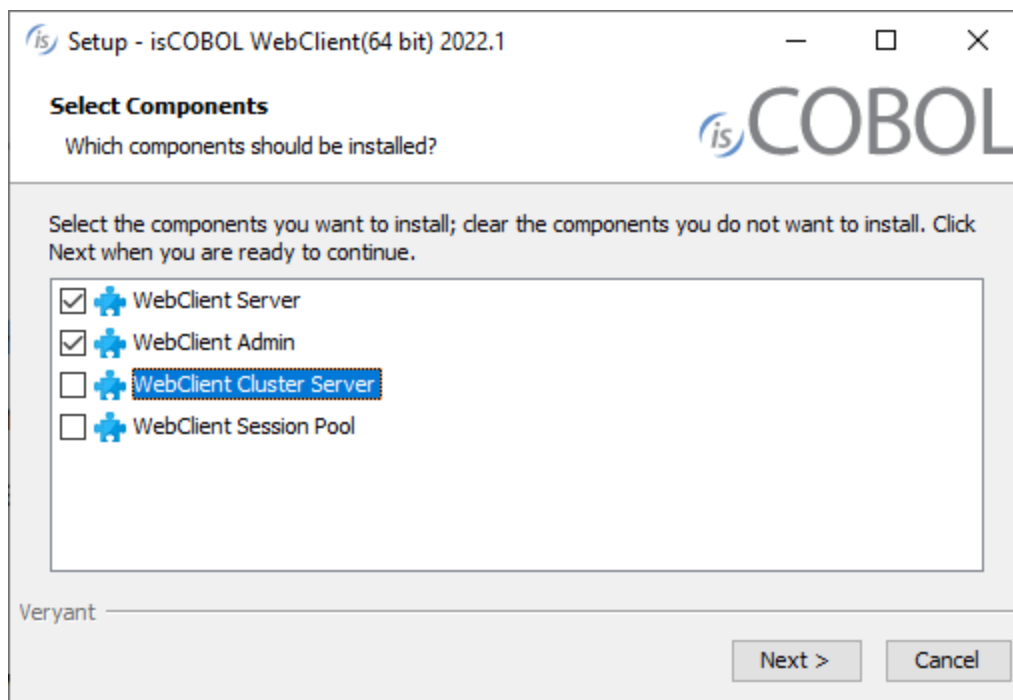 is Setup - isCOBOL WebClient(64 bit) 2022.1
Select Components
Which components should be installed?
is COBOL
Select the components you want to install; clear the components you do not want to install. Click
Next when you are ready to continue.
WebClient Server
WebClient Admin
WebClient Cluster Server
WebClient Session Pool
Veryant
Next >
Cancel